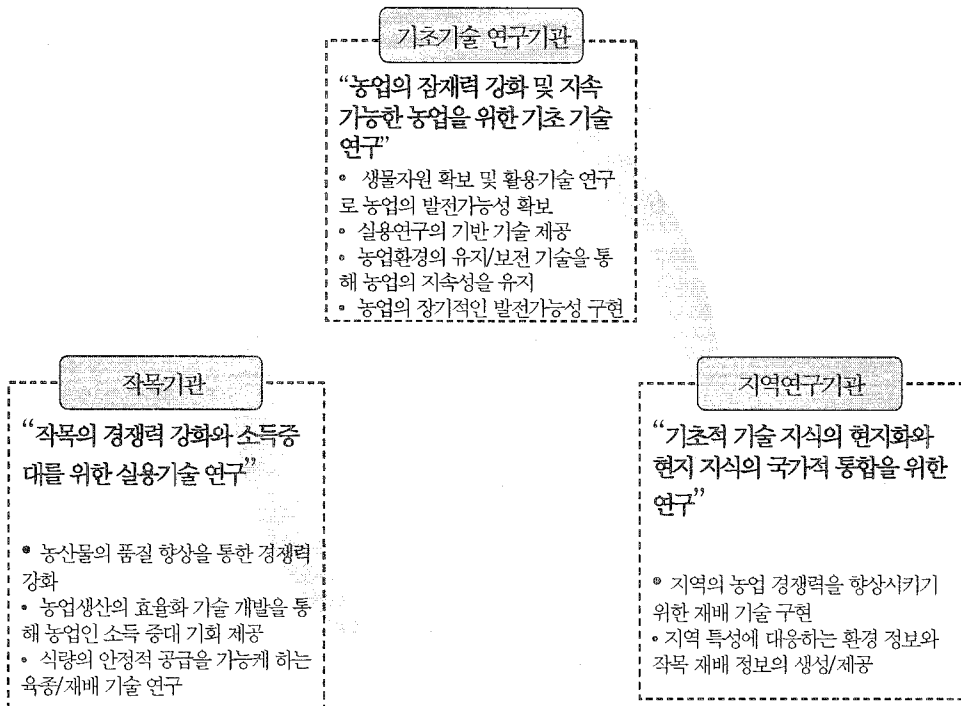 기초기술 연구기관
“농업의 잠재력 강화 및 지속
가능한 농업을 위한 기초 기술
연구”
• 생물자원 확보 및 활용기술 연구
로 농업의 발전가능성 확보
• 실용연구의 기반 기술 제공
• 농업환경의 유지/보전 기술을 통
해 농업의 지속성을 유지
• 농업의 장기적인 발전가능성 구현
작목기관
“작목의 경쟁력 강화와 소득증
대를 위한 실용기술 연구”
• 농산물의 품질 향상을 통한 경쟁력
강화
• 농업생산의 효율화 기술 개발을 통
해 농업인 소득 증대 기회 제공
• 식량의 안정적 공급을 가능케 하는
육종/재배 기술 연구
지역연구기관
“기초적 기술 지식의 현지화와
현지 지식의 국가적 통합을 위한
연구”
• 지역의 농업 경쟁력을 향상시키기
위한 재배 기술 구현
• 지역 특성에 대응하는 환경 정보와
작목 재배 정보의 생성/제공